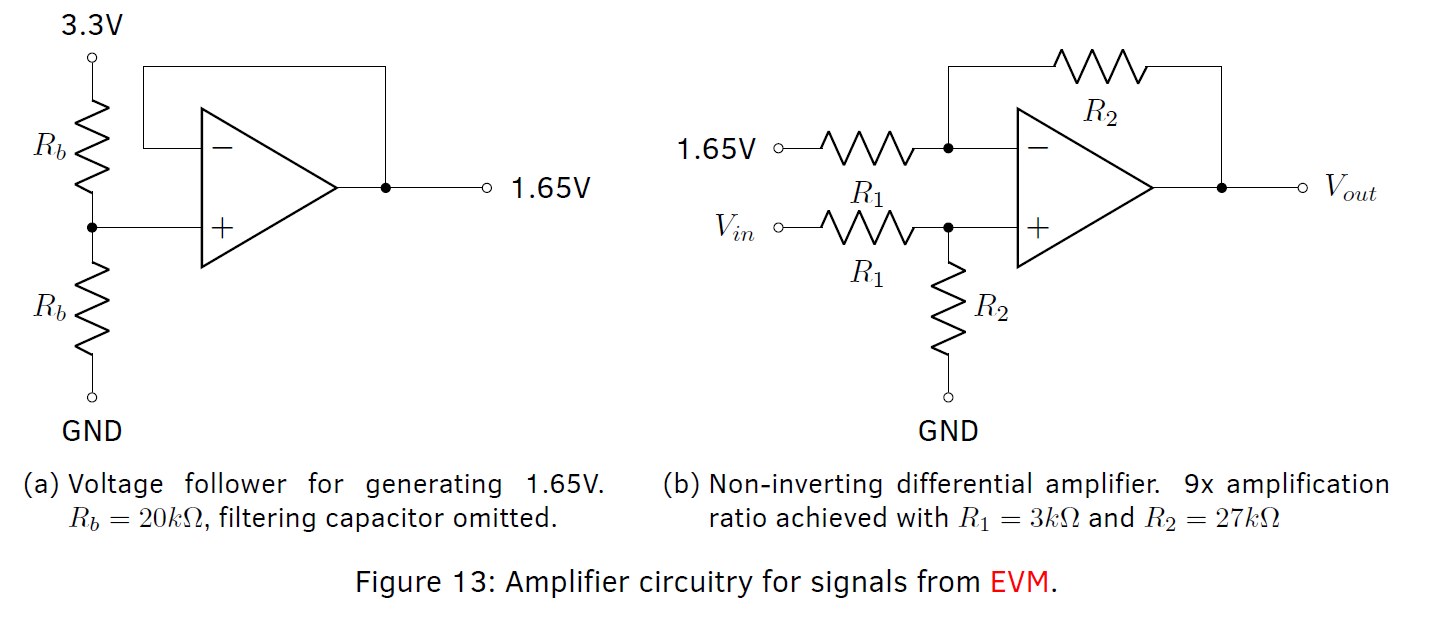 3.3V
R_b
−
+
1.65V
R_b
GND
R_2
1.65V
R_1
−
V_in
R_1
+
V_out
R_2
GND
(a) Voltage follower for generating 1.65V.
R_b = 20kΩ, filtering capacitor omitted.
(b) Non-inverting differential amplifier. 9x amplification
ratio achieved with R_1 = 3kΩ and R_2 = 27kΩ
Figure 13: Amplifier circuitry for signals from EVM.